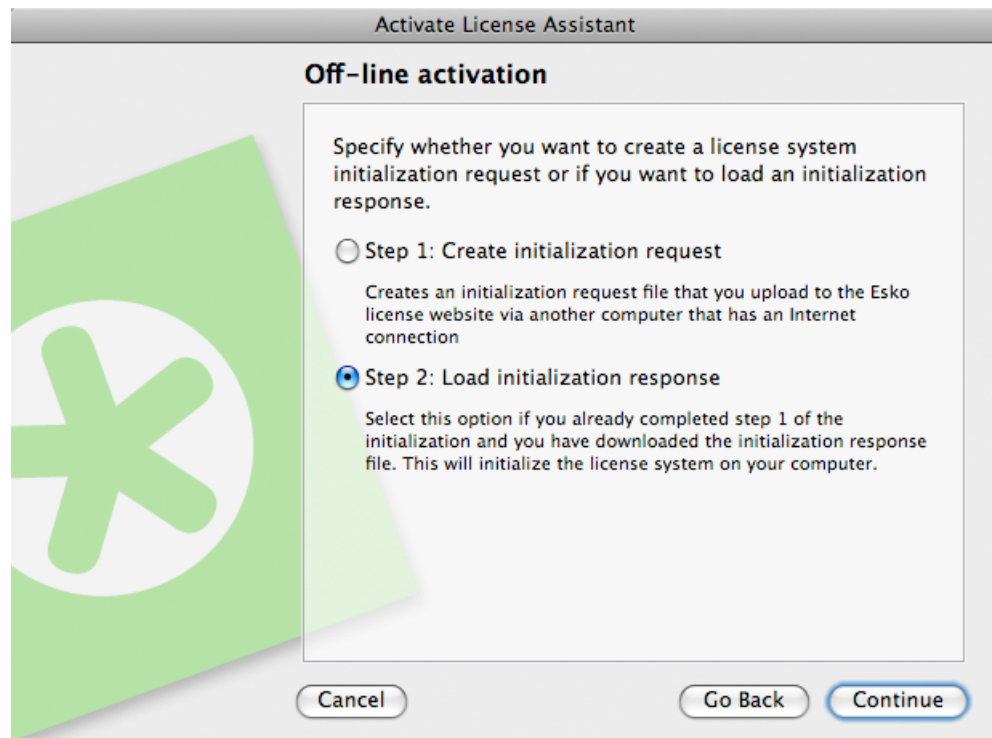 Activate License Assistant
Off-line activation
Specify whether you want to create a license system
initialization request or if you want to load an initialization
response.
Step 1: Create initialization request
Creates an initialization request file that you upload to the Esko
license website via another computer that has an Internet
connection
Step 2: Load initialization response
Select this option if you already completed step 1 of the
initialization and you have downloaded the initialization response
file. This will initialize the license system on your computer.
Cancel
Go Back
Continue